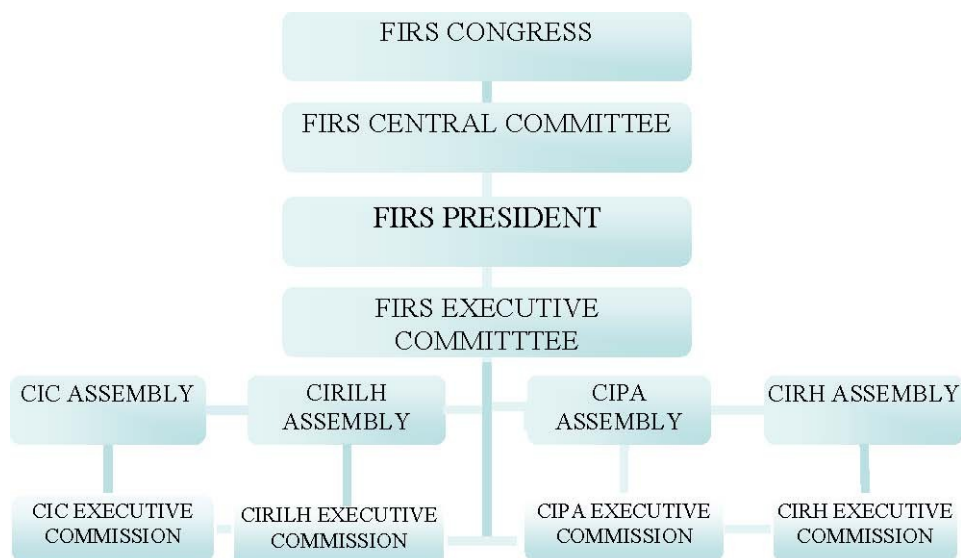 FIRS CONGRESS
FIRS CENTRAL COMMITTEE
FIRS PRESIDENT
FIRS EXECUTIVE
COMMITTTEE
CIC ASSEMBLY
CIRILH
ASSEMBLY
CIPA
ASSEMBLY
CIRH ASSEMBLY
CIC EXECUTIVE
COMMISSION
CIRILH EXECUTIVE
COMMISSION
CIPA EXECUTIVE
COMMISSION
CIRH EXECUTIVE
COMMISSION